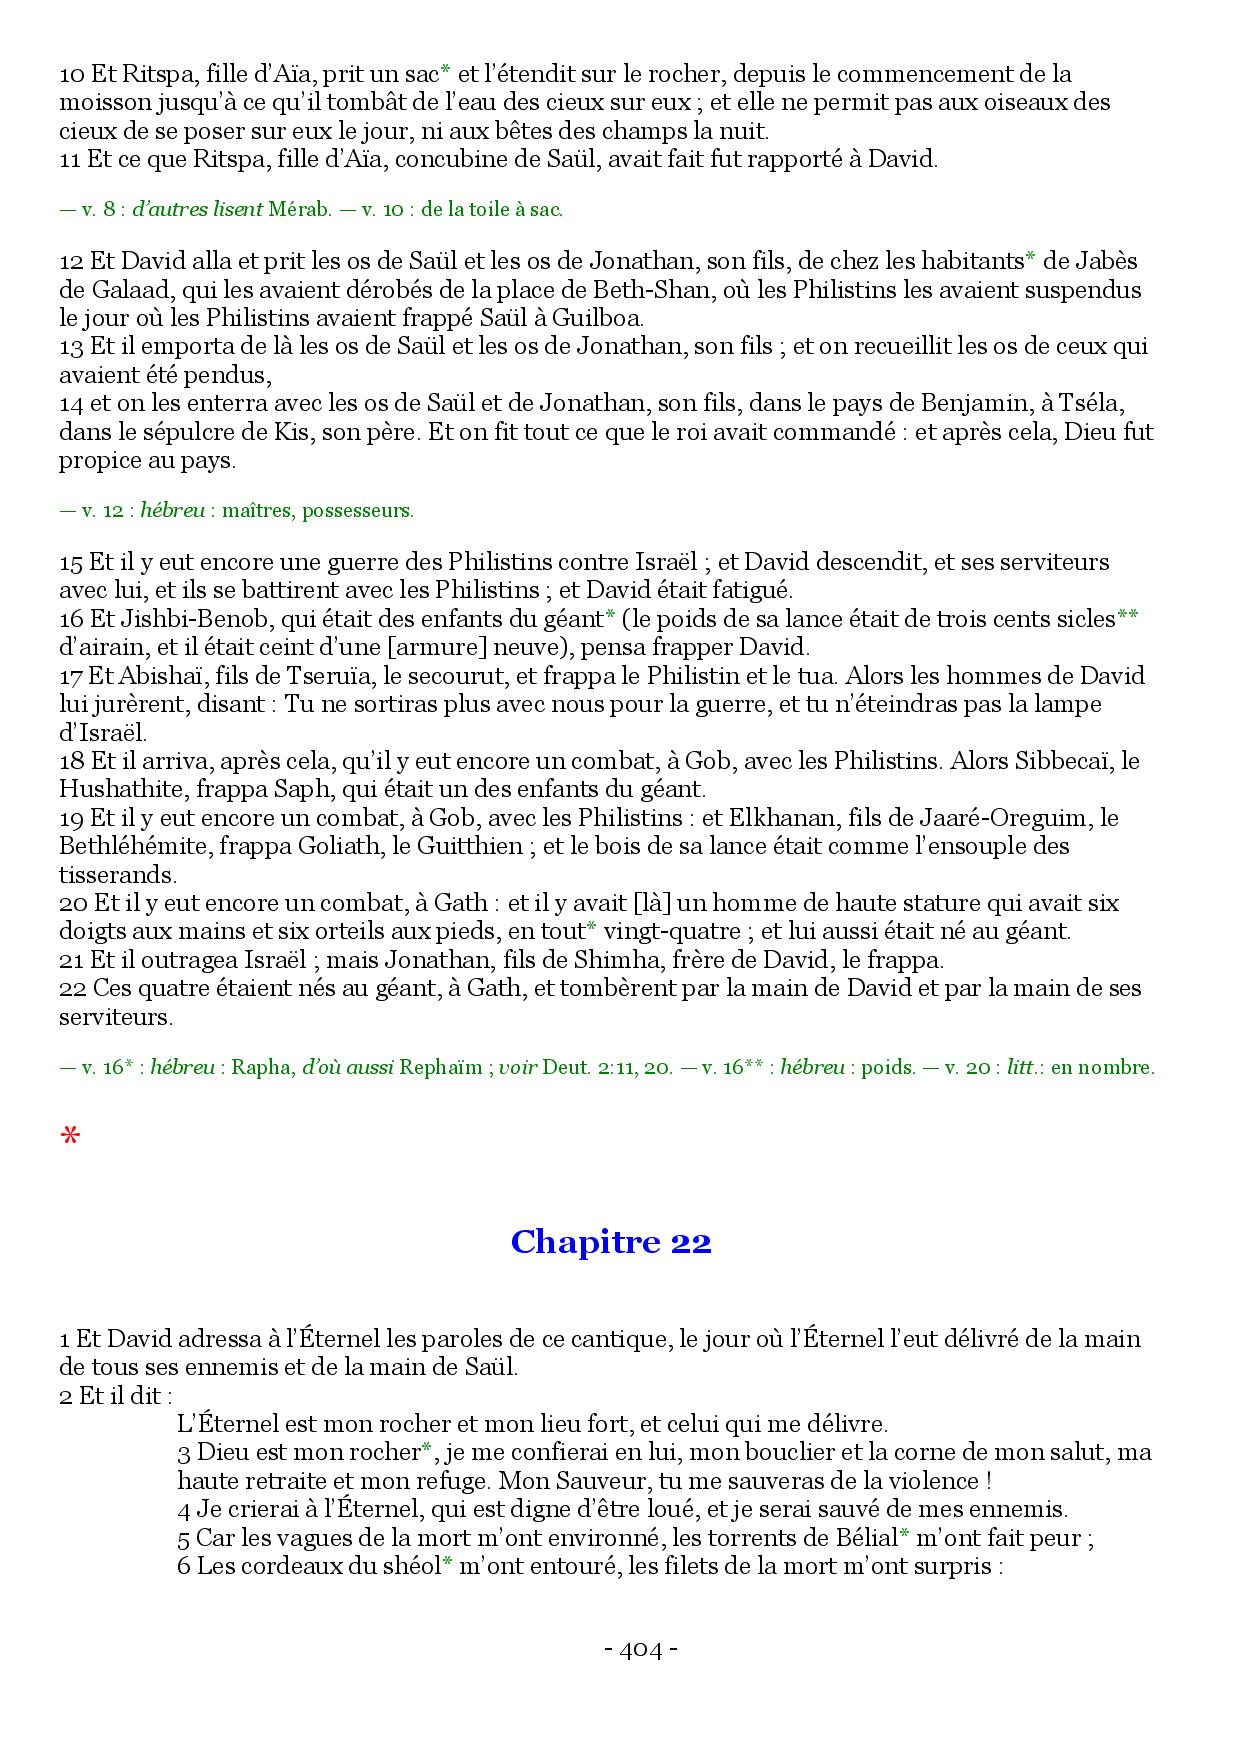 10 Et Ritspa, fille d’Aïa, prit un sac* et l’étendit sur le rocher, depuis le commencement de la
moisson jusqu’à ce qu’il tombât de l’eau des cieux sur eux ; et elle ne permit pas aux oiseaux des
cieux de se poser sur eux le jour, ni aux bêtes des champs la nuit.
11 Et ce que Ritspa, fille d’Aïa, concubine de Saül, avait fait fut rapporté à David.
— v. 8 : d’autres lisent Mérab. — v. 10 : de la toile à sac.
12 Et David alla et prit les os de Saül et les os de Jonathan, son fils, de chez les habitants* de Jabès
de Galaad, qui les avaient dérobés de la place de Beth-Shan, où les Philistins les avaient suspendus
le jour où les Philistins avaient frappé Saül à Guilboa.
13 Et il emporta de là les os de Saül et les os de Jonathan, son fils ; et on recueillit les os de ceux qui
avaient été pendus,
14 et on les enterra avec les os de Saül et de Jonathan, son fils, dans le pays de Benjamin, à Tséla,
dans le sépulcre de Kis, son père. Et on fit tout ce que le roi avait commandé : et après cela, Dieu fut
propice au pays.
— v. 12 : hébreu : maîtres, possesseurs.
15 Et il y eut encore une guerre des Philistins contre Israël ; et David descendit, et ses serviteurs
avec lui, et ils se battirent avec les Philistins ; et David était fatigué.
16 Et Jishbi-Benob, qui était des enfants du géant* (le poids de sa lance était de trois cents sicles**
d’airain, et il était ceint d’une [armure] neuve), pensa frapper David.
17 Et Abishaï, fils de Tseruïa, le secourut, et frappa le Philistin et le tua. Alors les hommes de David
lui jurèrent, disant : Tu ne sortiras plus avec nous pour la guerre, et tu n’éteindras pas la lampe
d’Israël.
18 Et il arriva, après cela, qu’il y eut encore un combat, à Gob, avec les Philistins. Alors Sibbecaï, le
Hushathite, frappa Saph, qui était un des enfants du géant.
19 Et il y eut encore un combat, à Gob, avec les Philistins : et Elkhanan, fils de Jaaré-Oreguim, le
Bethléhémite, frappa Goliath, le Guitthien ; et le bois de sa lance était comme l’ensouple des
tisserands.
20 Et il y eut encore un combat, à Gath : et il y avait [là] un homme de haute stature qui avait six
doigts aux mains et six orteils aux pieds, en tout* vingt-quatre ; et lui aussi était né au géant.
21 Et il outragea Israël ; mais Jonathan, fils de Shimha, frère de David, le frappa.
22 Ces quatre étaient nés au géant, à Gath, et tombèrent par la main de David et par la main de ses
serviteurs.
— v. 16* : hébreu : Rapha, d’où aussi Rephaïm ; voir Deut. 2:11, 20. — v. 16** : hébreu : poids. — v. 20 : litt.: en nombre.
*
Chapitre 22
1 Et David adressa à l’Éternel les paroles de ce cantique, le jour où l’Éternel l’eut délivré de la main
de tous ses ennemis et de la main de Saül.
2 Et il dit :
L’Éternel est mon rocher et mon lieu fort, et celui qui me délivre.
3 Dieu est mon rocher*, je me confierai en lui, mon bouclier et la corne de mon salut, ma
haute retraite et mon refuge. Mon Sauveur, tu me sauveras de la violence !
4 Je crierai à l’Éternel, qui est digne d’être loué, et je serai sauvé de mes ennemis.
5 Car les vagues de la mort m’ont environné, les torrents de Bélial* m’ont fait peur ;
6 Les cordeaux du shéol* m’ont entouré, les filets de la mort m’ont surpris :
- 404 -